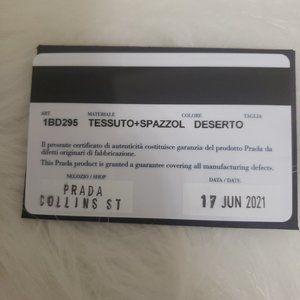 ART. MATERIALE COLORE TAGLIA
1BD295 TESSUTO+SPAZZOL DESERTO
Il presente certificato di autenticità costituisce garanzia del prodotto Prada da
difetti originari di fabbricazione.
This Prada product is granted a guarantee covering all manufacturing defects.
NEGOZIO / SHOP DATA / DATE
PRADA
COLLINS ST
17 JUN 2021